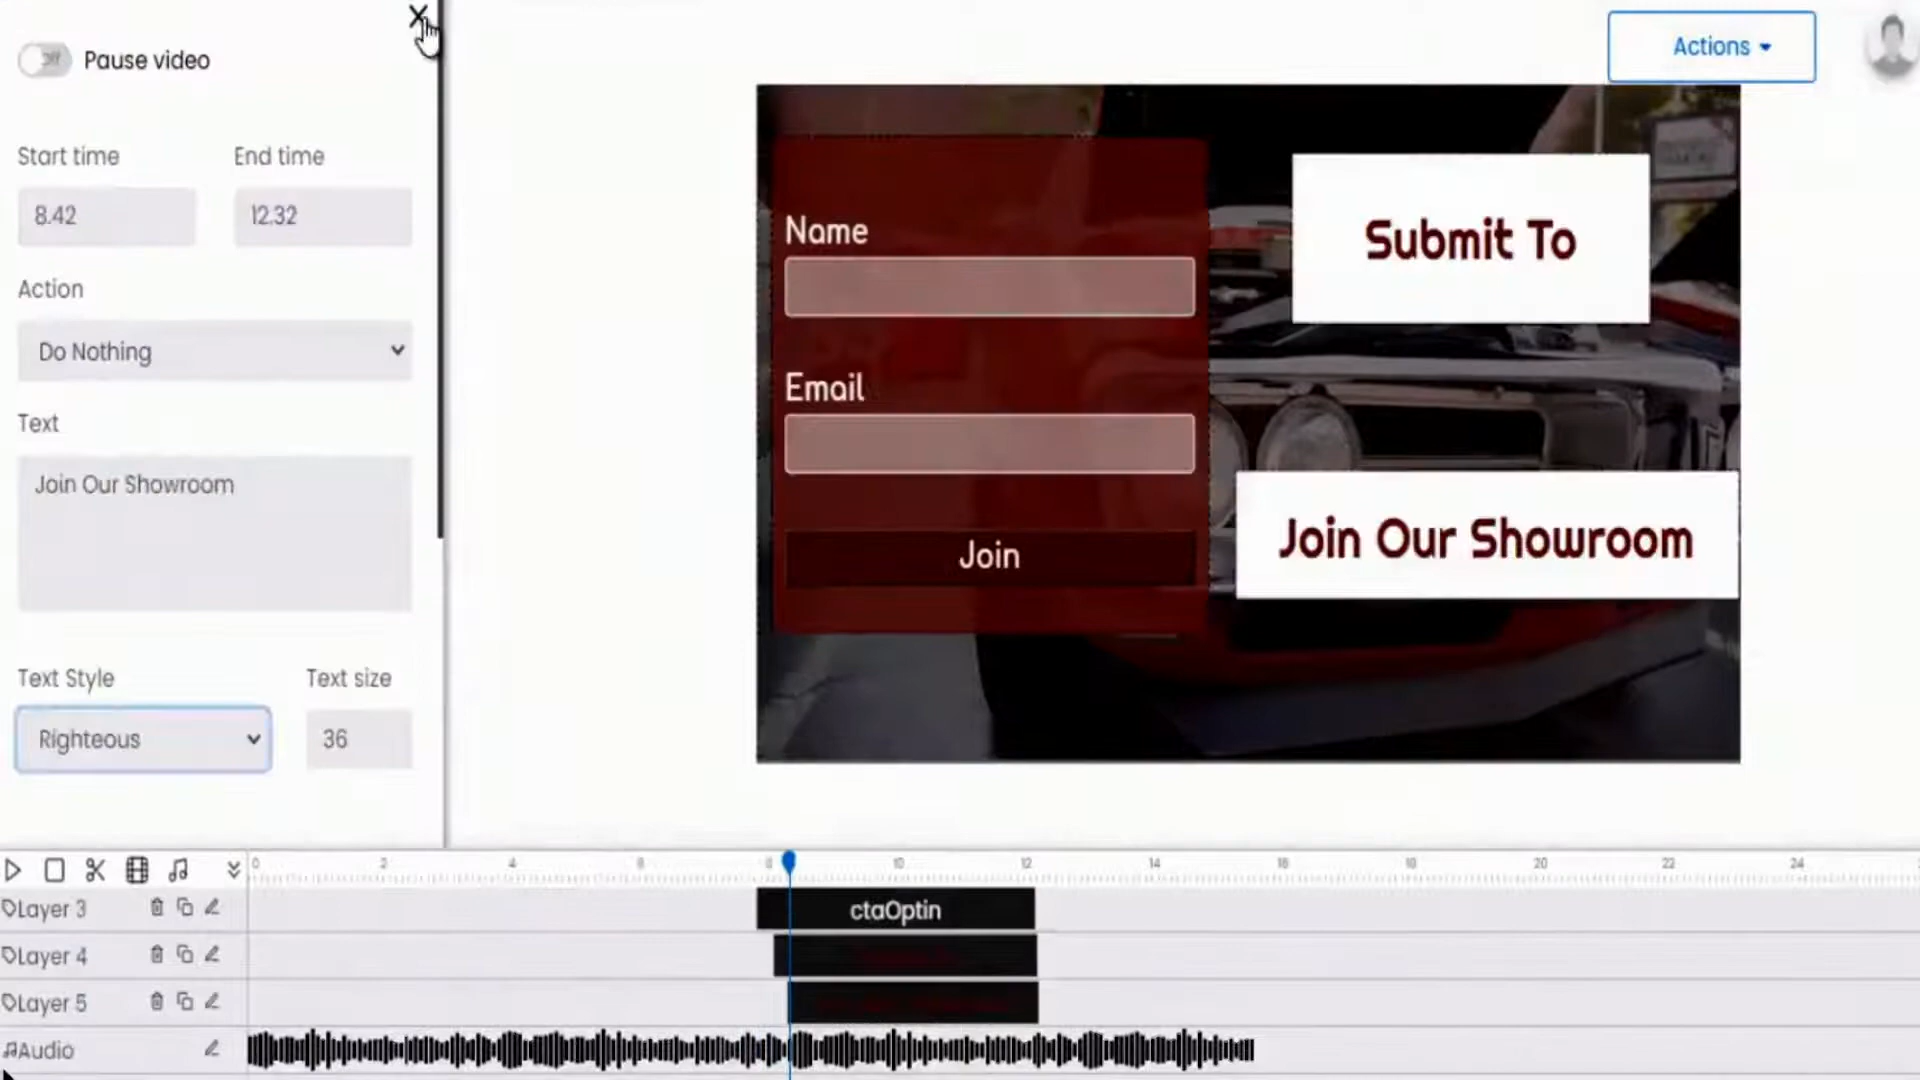 Off Pause video
Start time End time
8.42 12.32
Action
Do Nothing
Text
Join Our Showroom
Text Style Text size
Righteous 36
Actions
Name
Email
Join
Submit To
Join Our Showroom
0 2 4 6 8 10 12 14 16 18 20 22 24
Layer 3 ctaOptin
Layer 4
Layer 5
Audio